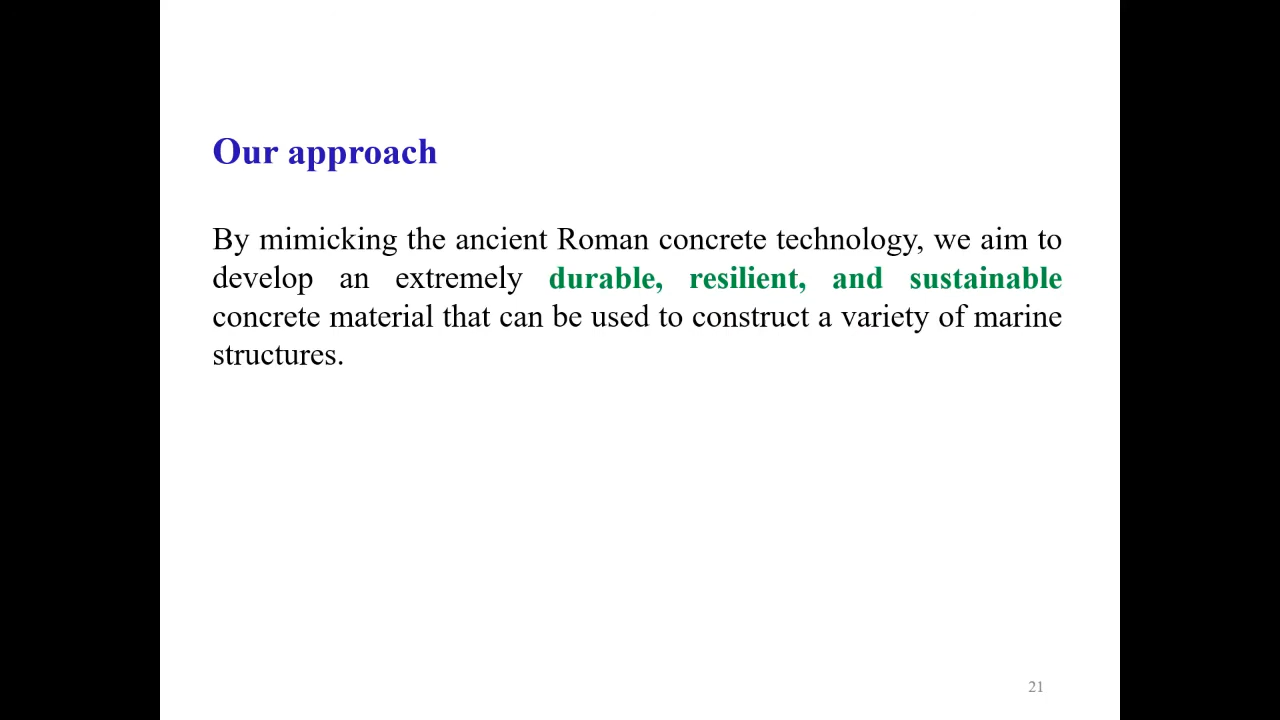 Our approach
By mimicking the ancient Roman concrete technology, we aim to
develop an extremely durable, resilient, and sustainable
concrete material that can be used to construct a variety of marine
structures.
21